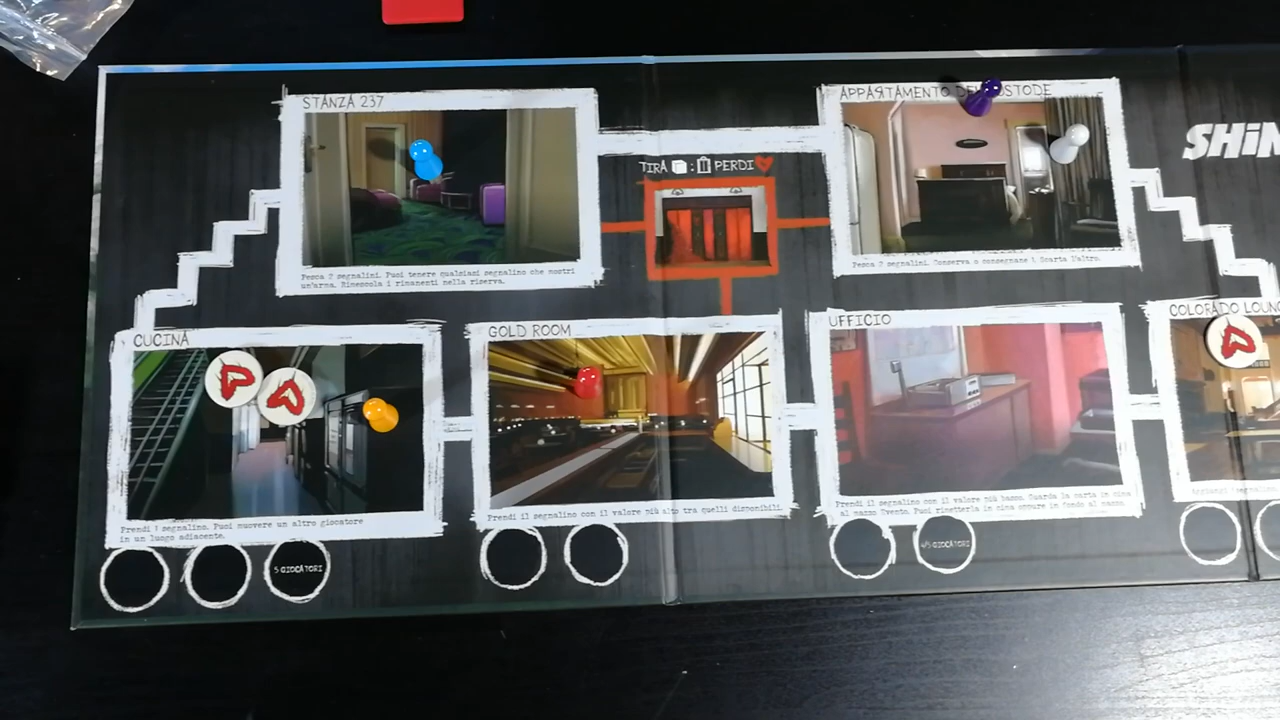 STANZA 237
APPARTAMENTO DEL CUSTODE
SHIN
TIRA : PERDI
Pesca 2 segnalini. Puoi tenere qualsiasi segnalino che mostri
un'arma. Rimescola i rimanenti nella riserva.
Pesca 2 segnalini. Conserva o consegnane 1. Scarta l'altro.
CUCINA
GOLD ROOM
UFFICIO
COLORADO LOUNG
Prendi 1 segnalino. Puoi muovere un altro giocatore
in un luogo adiacente.
Prendi il segnalino con il valore più alto tra quelli disponibili.
Prendi il segnalino con il valore più basso. Guarda la carta in cima
al mazzo Evento. Puoi rimetterla in cima oppure in fondo al mazzo.
segnalin
5 GIOCATORI
4/5 GIOCATORI